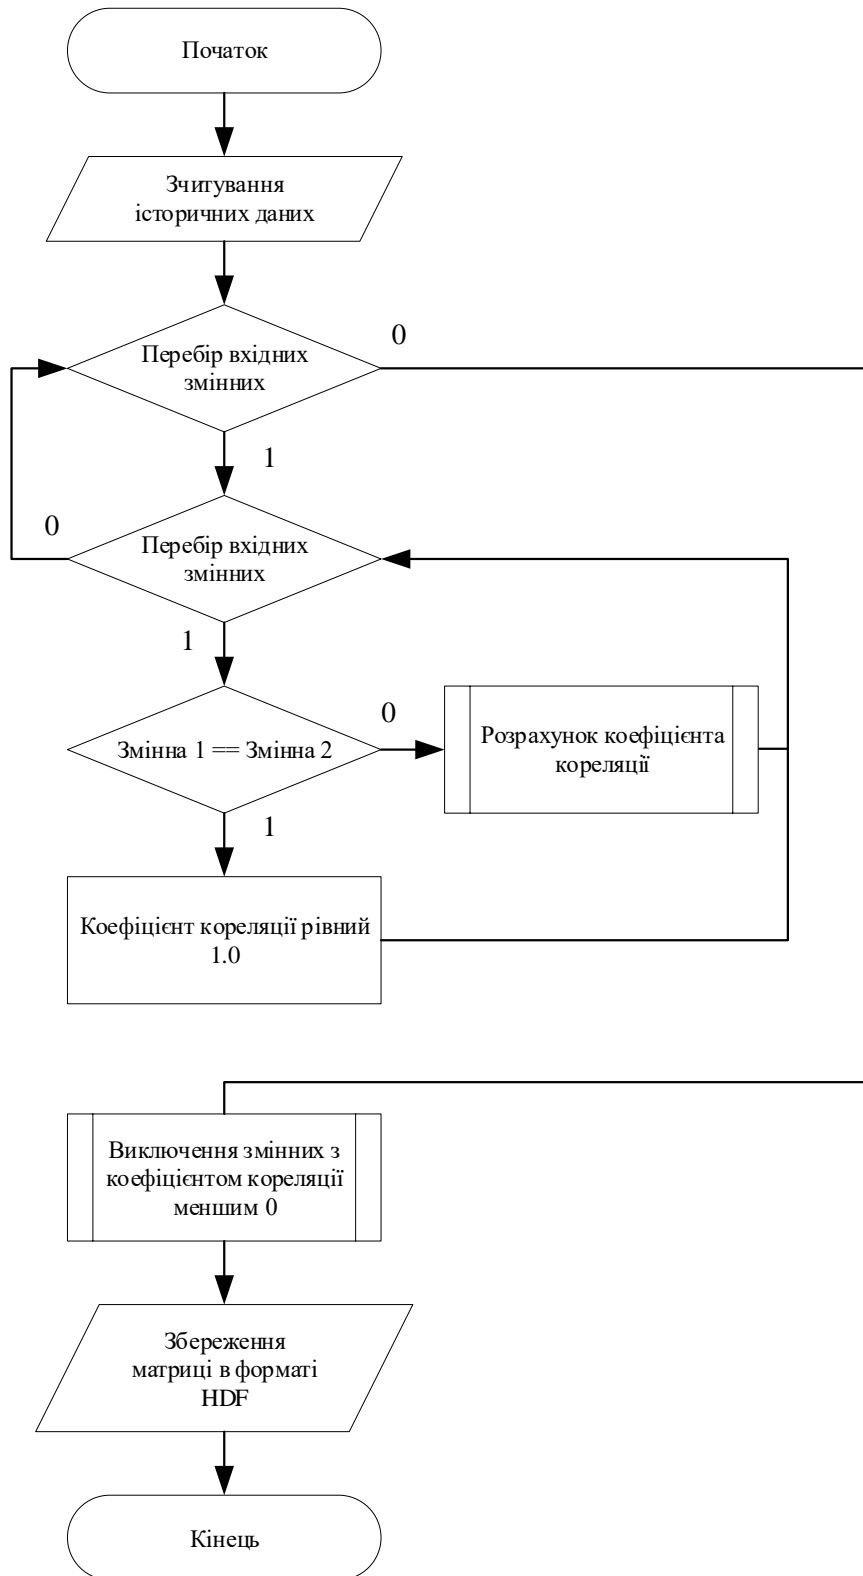 Початок
Зчитування
історичних даних
Перебір вхідних
змінних
0
1
Перебір вхідних
змінних
0
1
Змінна 1 == Змінна 2
0
Розрахунок коефіцієнта
кореляції
1
Коефіцієнт кореляції рівний
1.0
Виключення змінних з
коефіцієнтом кореляції
меншим 0
Збереження
матриці в форматі
HDF
Кінець